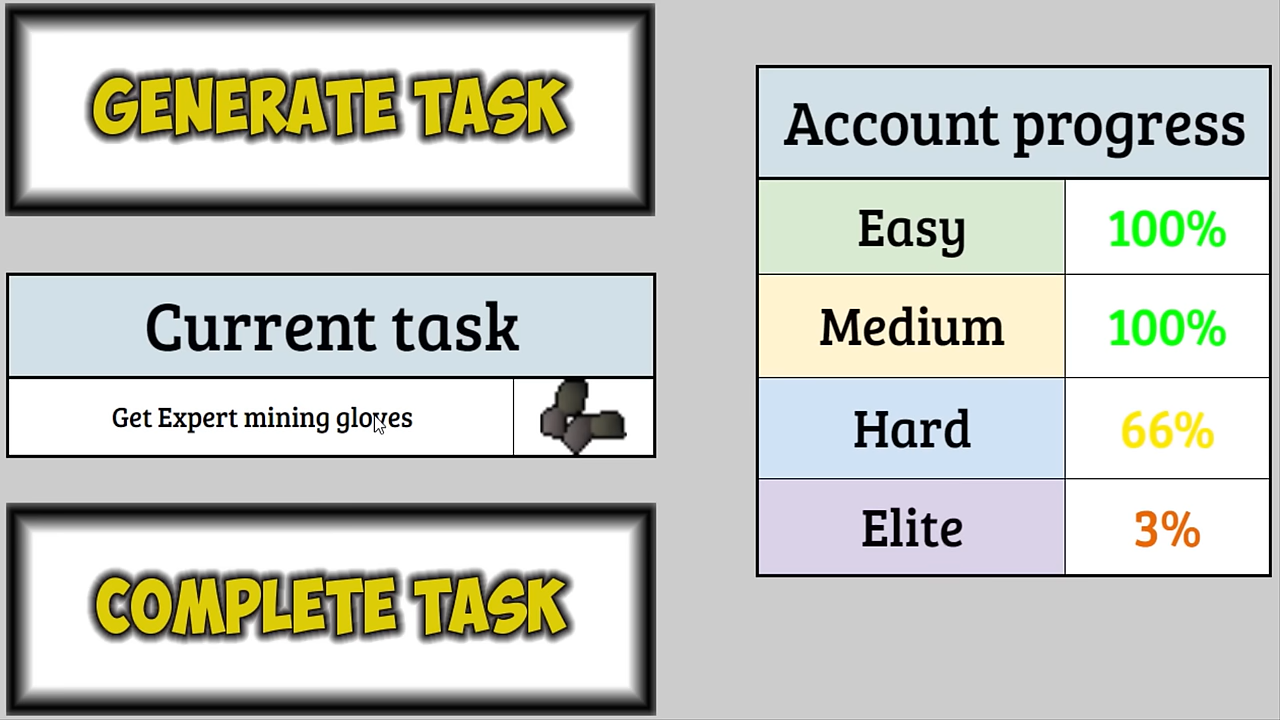 GENERATE TASK
Current task
Get Expert mining gloves
COMPLETE TASK
Account progress
Easy 100%
Medium 100%
Hard 66%
Elite 3%